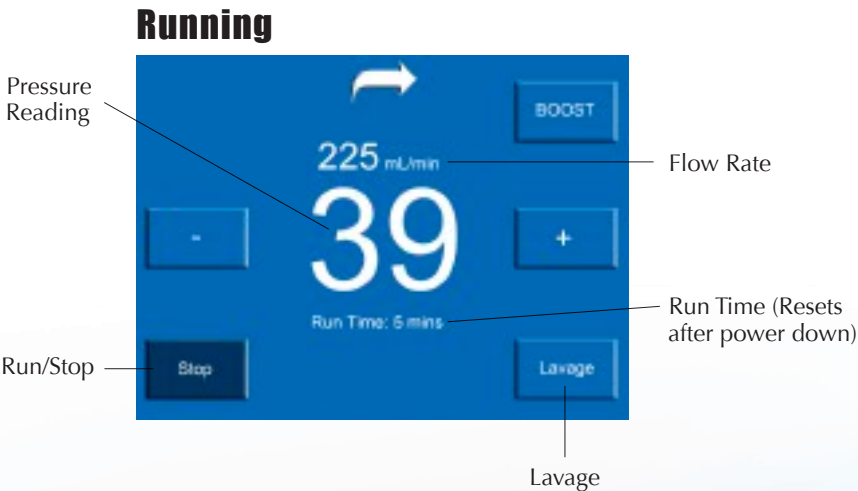 Running
Pressure
Reading
BOOST
225 mL/min
Flow Rate
39
-
+
Run Time: 5 mins
Run Time (Resets
after power down)
Run/Stop
Stop
Lavage
Lavage